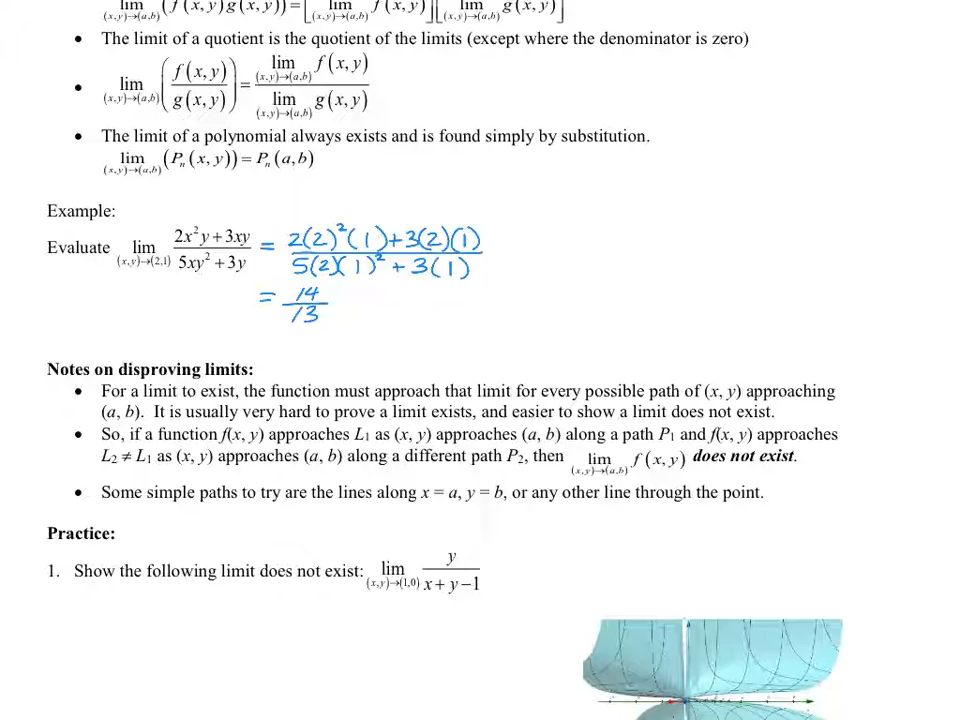 lim (x,y)→(a,b) (f(x,y)g(x,y)) = [lim (x,y)→(a,b) f(x,y)][lim (x,y)→(a,b) g(x,y)]
• The limit of a quotient is the quotient of the limits (except where the denominator is zero)
• lim (x,y)→(a,b) (f(x,y)/g(x,y)) = lim (x,y)→(a,b) f(x,y) / lim (x,y)→(a,b) g(x,y)
• The limit of a polynomial always exists and is found simply by substitution.
lim (x,y)→(a,b) (Pₙ(x,y)) = Pₙ(a,b)
Example:
Evaluate lim (x,y)→(2,1) (2x²y+3xy)/(5xy²+3y) = (2(2)²(1)+3(2)(1))/(5(2)(1)²+3(1))
= 14/13
Notes on disproving limits:
• For a limit to exist, the function must approach that limit for every possible path of (x, y) approaching
(a, b). It is usually very hard to prove a limit exists, and easier to show a limit does not exist.
• So, if a function f(x, y) approaches L₁ as (x, y) approaches (a, b) along a path P₁ and f(x, y) approaches
L₂ ≠ L₁ as (x, y) approaches (a, b) along a different path P₂, then lim (x,y)→(a,b) f(x,y) does not exist.
• Some simple paths to try are the lines along x = a, y = b, or any other line through the point.
Practice:
1. Show the following limit does not exist: lim (x,y)→(1,0) y/(x+y−1)